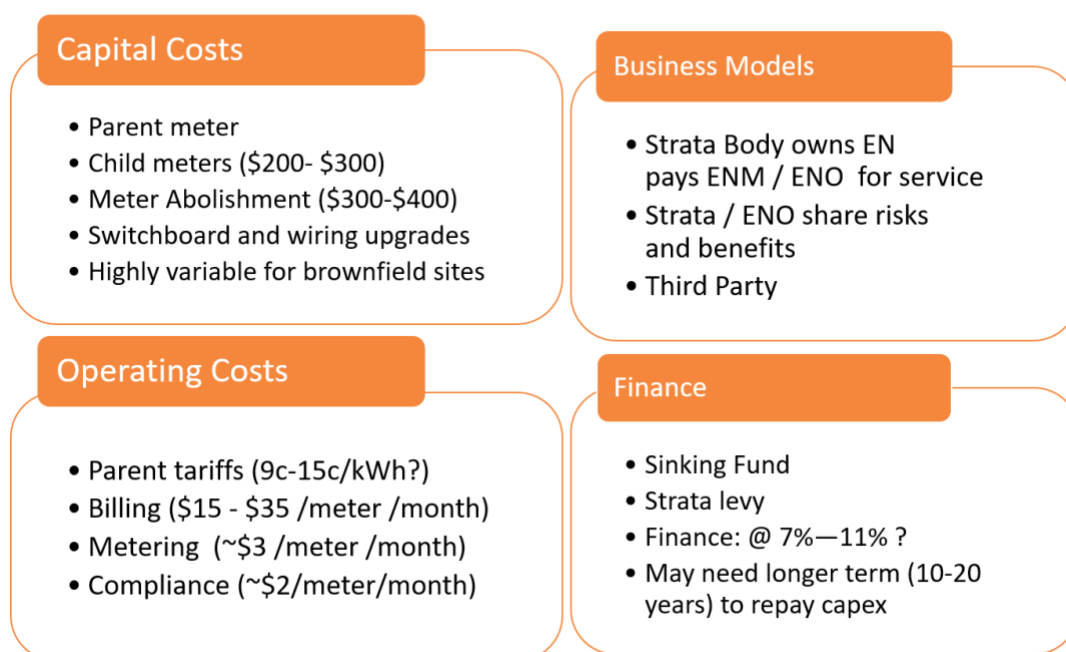 Capital Costs
• Parent meter
• Child meters ($200- $300)
• Meter Abolishment ($300-$400)
• Switchboard and wiring upgrades
• Highly variable for brownfield sites
Business Models
• Strata Body owns EN
pays ENM / ENO for service
• Strata / ENO share risks
and benefits
• Third Party
Operating Costs
• Parent tariffs (9c-15c/kWh?)
• Billing ($15 - $35 /meter /month)
• Metering (~$3 /meter /month)
• Compliance (~$2/meter/month)
Finance
• Sinking Fund
• Strata levy
• Finance: @ 7%—11% ?
• May need longer term (10-20
years) to repay capex